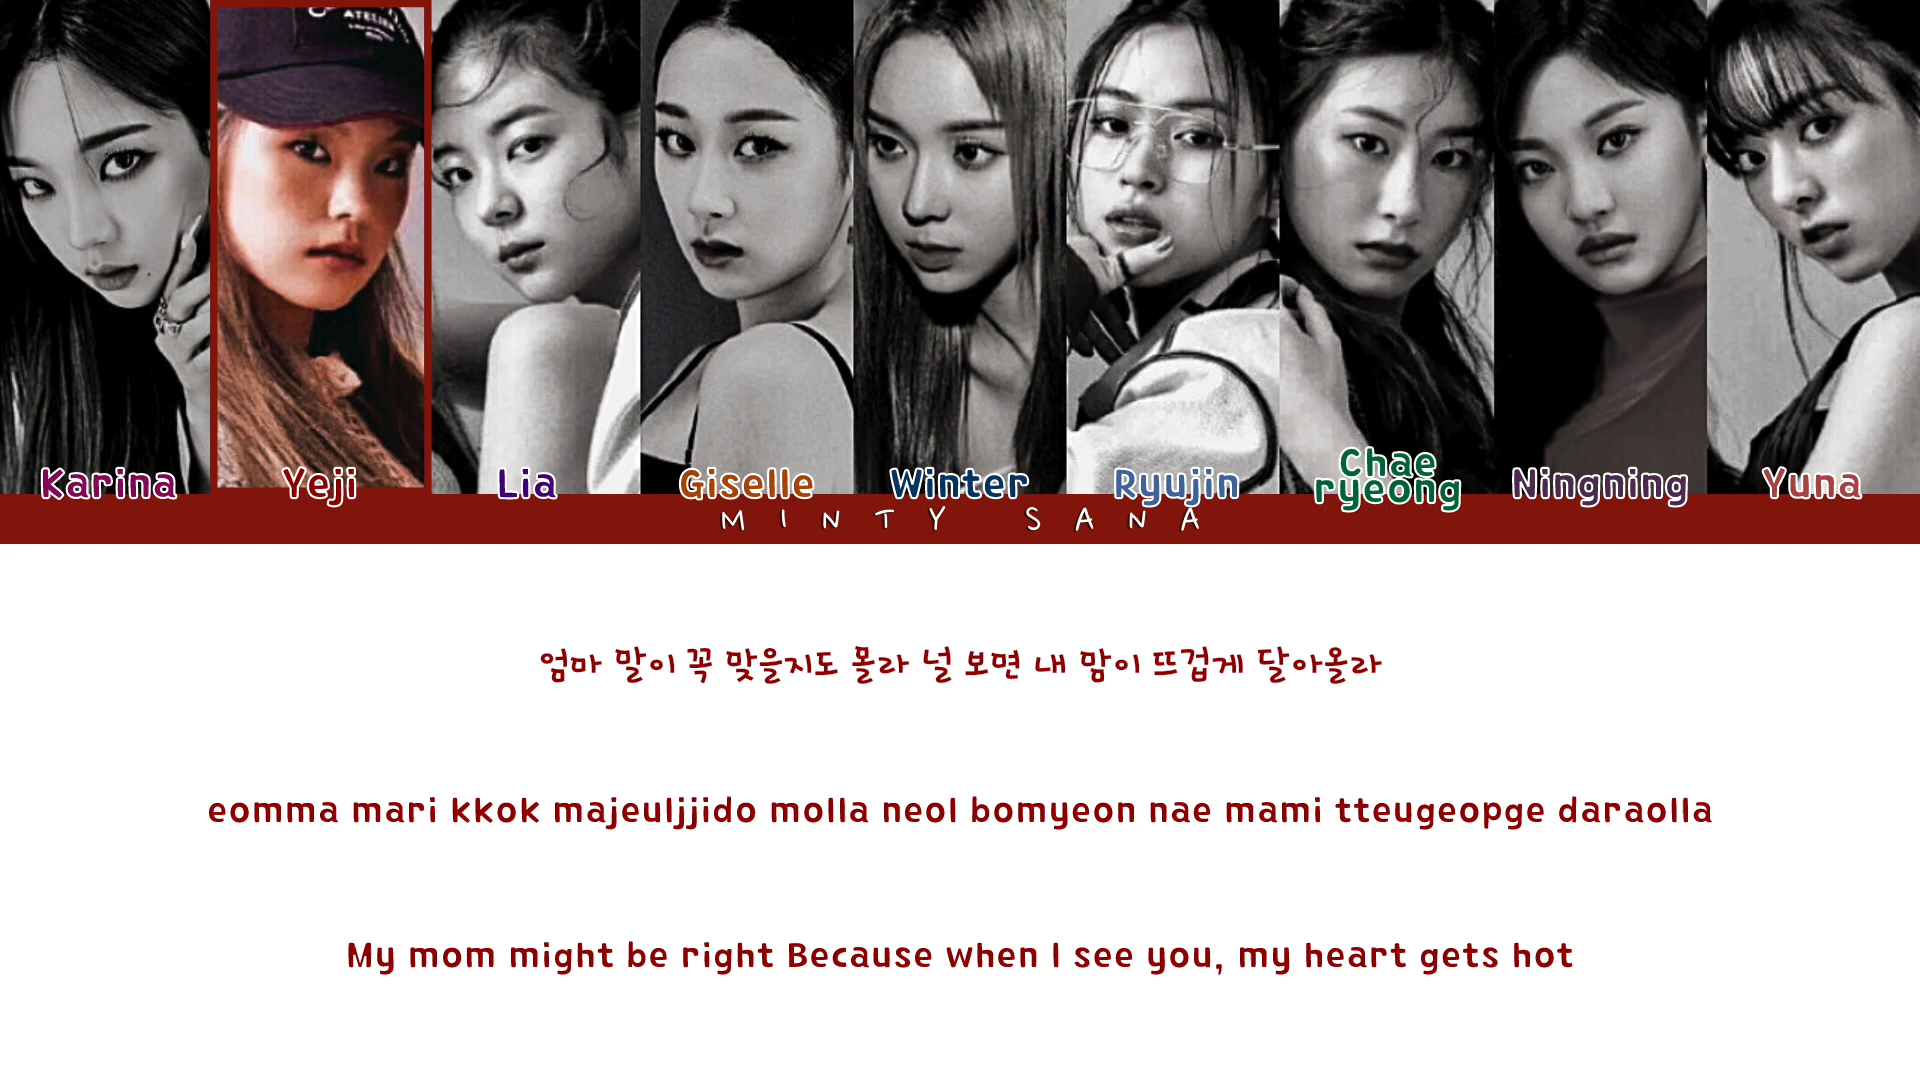 ATELIER
Karina
Yeji
Lia
Giselle
Winter
Ryujin
Chae
ryeong
Ningning
Yuna
MINTY SANA
엄마 말이 꼭 맞을지도 몰라 널 보면 내 맘이 뜨겁게 달아올라
eomma mari kkok majeuljjido molla neol bomyeon nae mami tteugeopge daraolla
My mom might be right Because when I see you, my heart gets hot